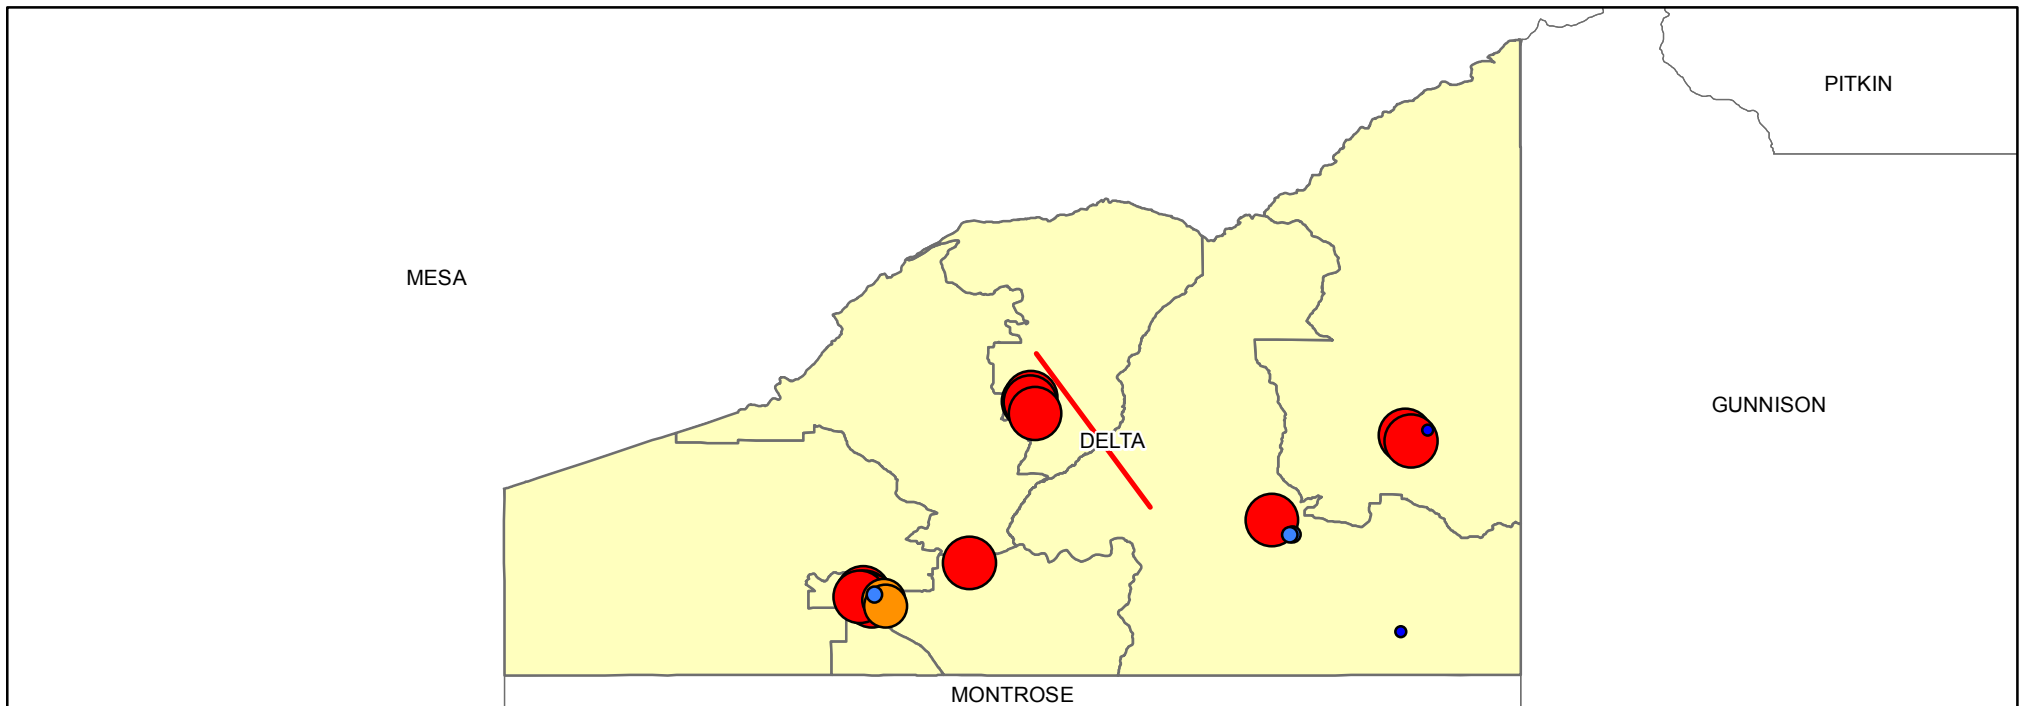 PITKIN
MESA
GUNNISON
DELTA
MONTROSE